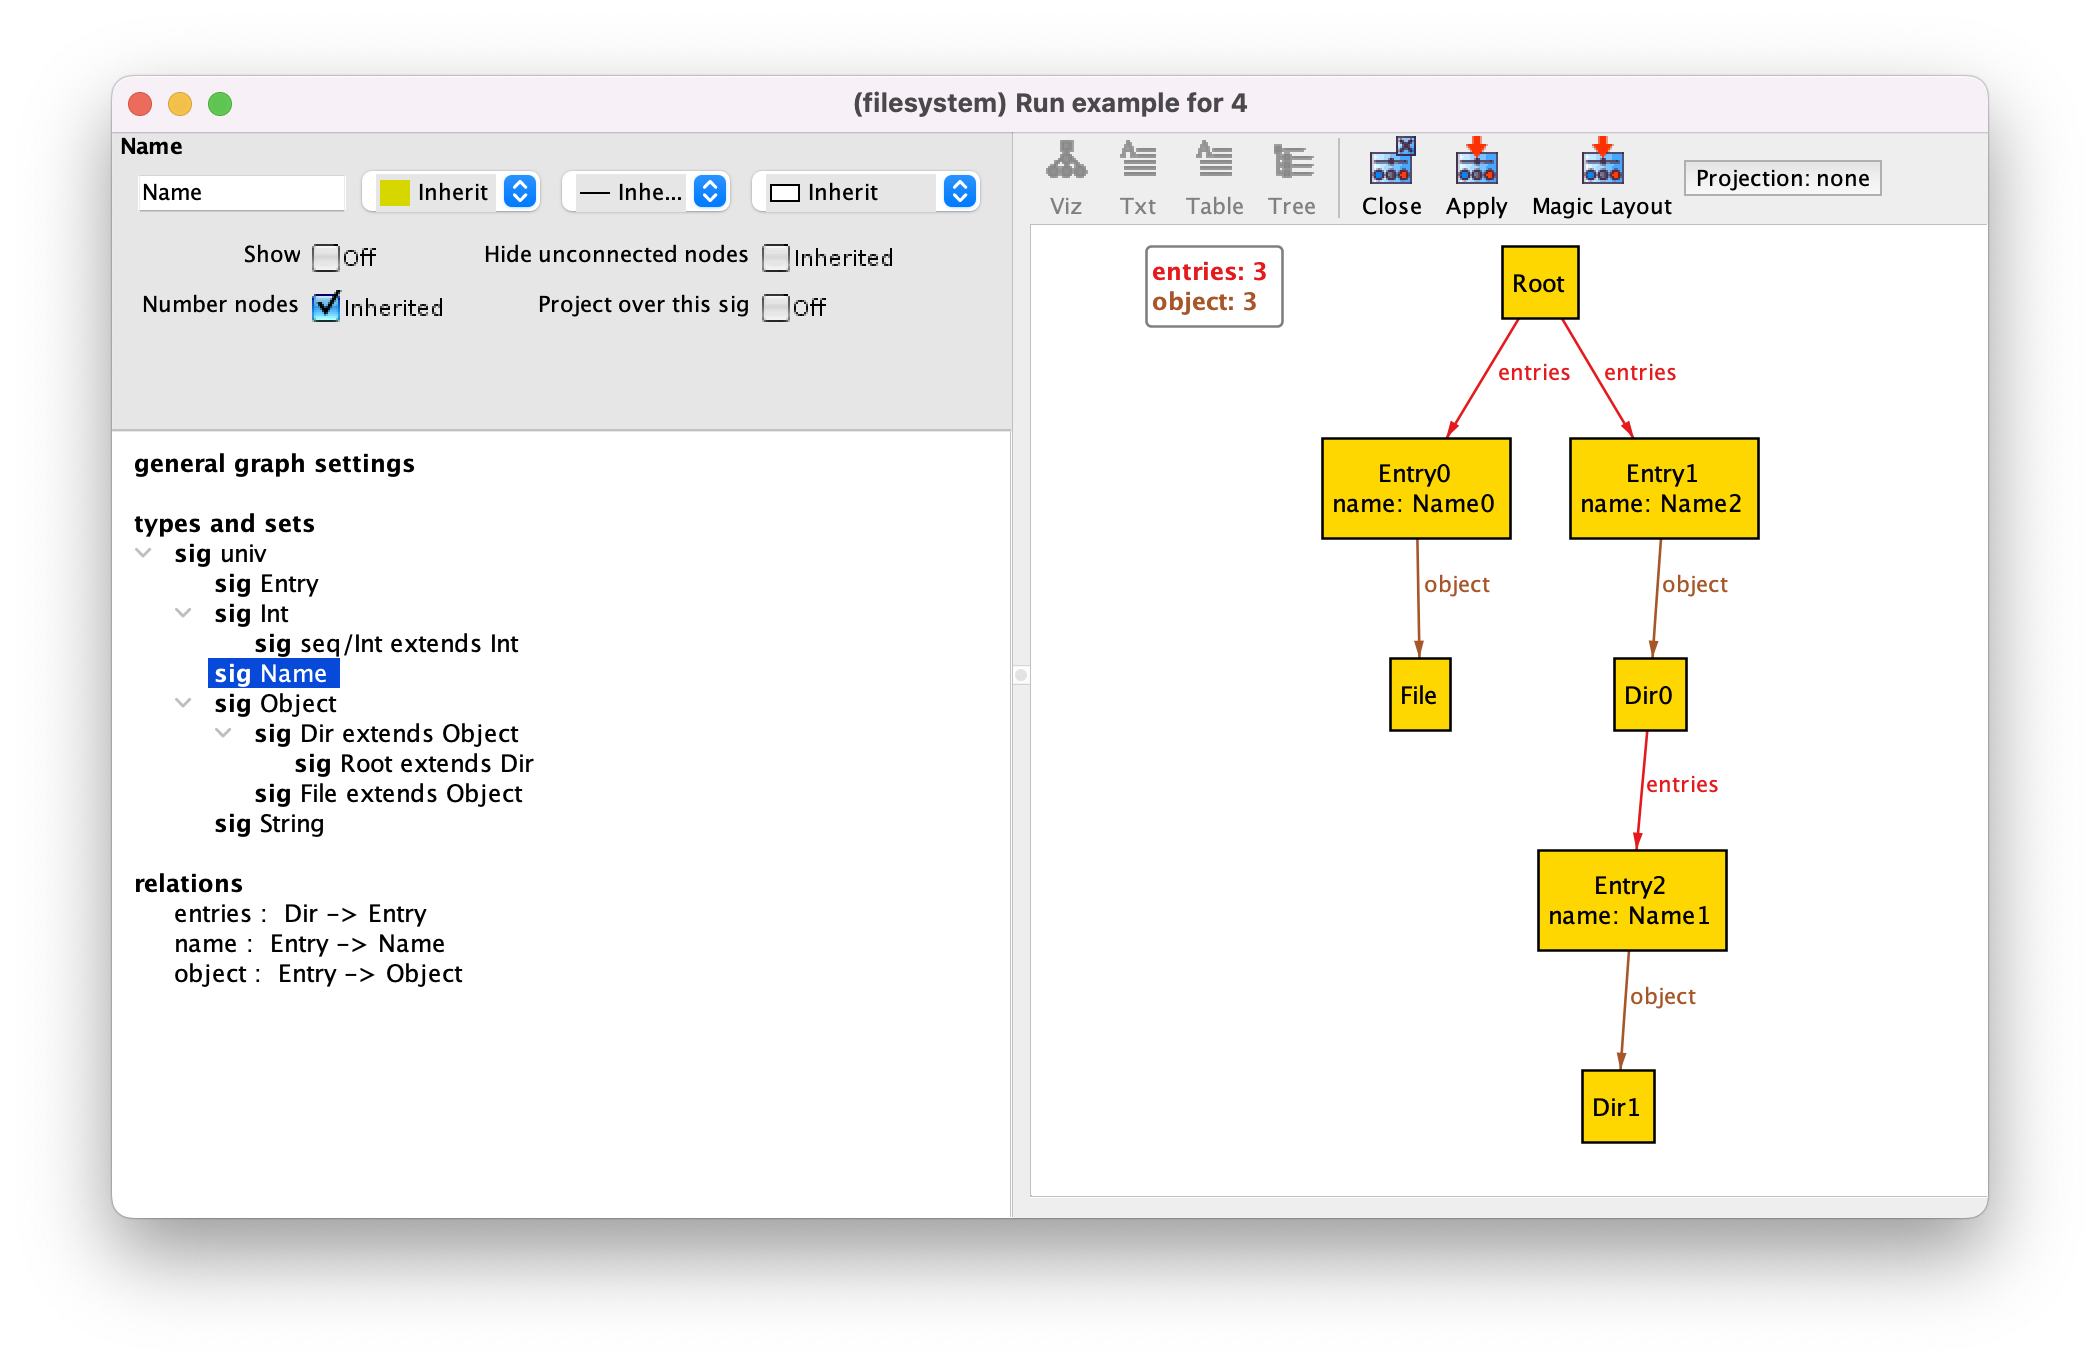 (filesystem) Run example for 4
Name
Name
Inherit
Inhe...
Inherit
Show
Off
Hide unconnected nodes
Inherited
Number nodes
Inherited
Project over this sig
Off
general graph settings
types and sets
sig univ
sig Entry
sig Int
sig seq/Int extends Int
sig Name
sig Object
sig Dir extends Object
sig Root extends Dir
sig File extends Object
sig String
relations
entries : Dir -> Entry
name : Entry -> Name
object : Entry -> Object
Viz
Txt
Table
Tree
Close
Apply
Magic Layout
Projection: none
entries: 3
object: 3
Root
entries
entries
Entry0
name: Name0
Entry1
name: Name2
object
object
File
Dir0
entries
Entry2
name: Name1
object
Dir1